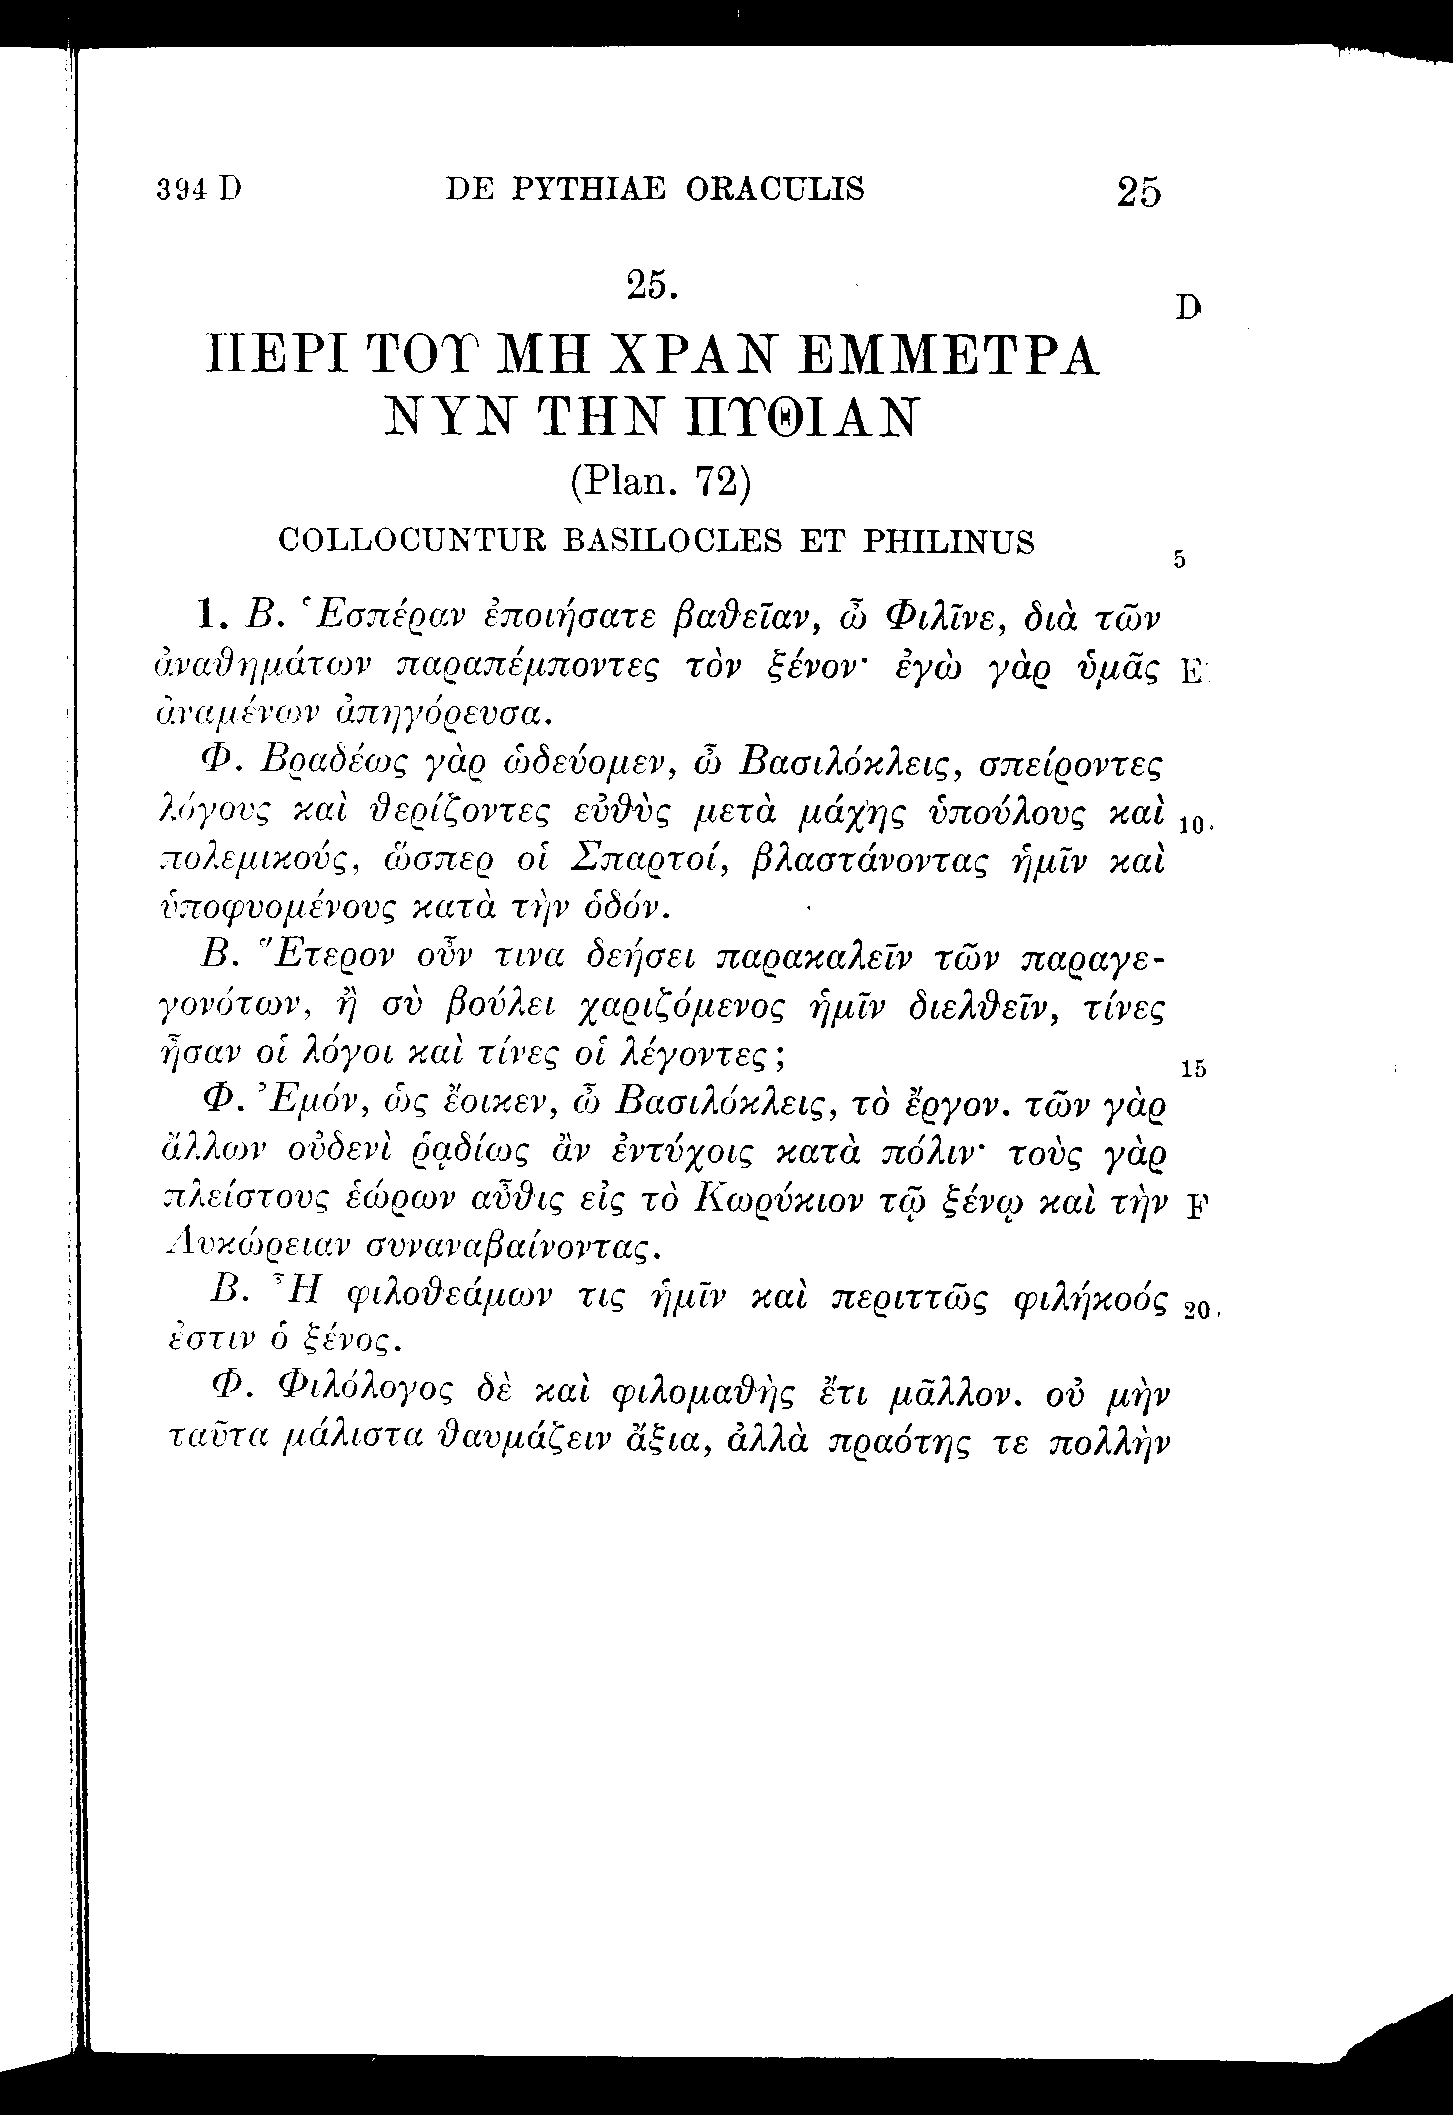 394 D DE PYTHIAE ORACULIS 25
25.
D
ΠΕΡΙ ΤΟΥ ΜΗ ΧΡΑΝ ΕΜΜΕΤΡΑ
ΝΥΝ ΤΗΝ ΠΥΘΙΑΝ
(Plan. 72)
COLLOCUNTUR BASILOCLES ET PHILINUS
5
1. Β. Ἑσπέραν ἐποιήσατε βαθεῖαν, ὦ Φιλῖνε, διὰ τῶν
ἀναθημάτων παραπέμποντες τὸν ξένον· ἐγὼ γὰρ ὑμᾶς E
ἀναμένων ἀπηγόρευσα.
Φ. Βραδέως γὰρ ὡδεύομεν, ὦ Βασιλόκλεις, σπείροντες
λόγους καὶ θερίζοντες εὐθὺς μετὰ μάχης ὑπούλους καὶ 10
πολεμικούς, ὥσπερ οἱ Σπαρτοί, βλαστάνοντας ἡμῖν καὶ
ὑποφυομένους κατὰ τὴν ὁδόν.
Β. Ἕτερον οὖν τινα δεήσει παρακαλεῖν τῶν παραγε-
γονότων, ἢ σὺ βούλει χαριζόμενος ἡμῖν διελθεῖν, τίνες
ἦσαν οἱ λόγοι καὶ τίνες οἱ λέγοντες;
15
Φ. Ἐμόν, ὡς ἔοικεν, ὦ Βασιλόκλεις, τὸ ἔργον. τῶν γὰρ
ἄλλων οὐδενὶ ῥᾳδίως ἂν ἐντύχοις κατὰ πόλιν· τοὺς γὰρ
πλείστους ἑώρων αὖθις εἰς τὸ Κωρύκιον τῷ ξένῳ καὶ τὴν F
Λυκώρειαν συναναβαίνοντας.
Β. Ἦ φιλοθεάμων τις ἡμῖν καὶ περιττῶς φιλήκοός 20
ἐστιν ὁ ξένος.
Φ. Φιλόλογος δὲ καὶ φιλομαθὴς ἔτι μᾶλλον. οὐ μὴν
ταῦτα μάλιστα θαυμάζειν ἄξια, ἀλλὰ πραότης τε πολλὴν